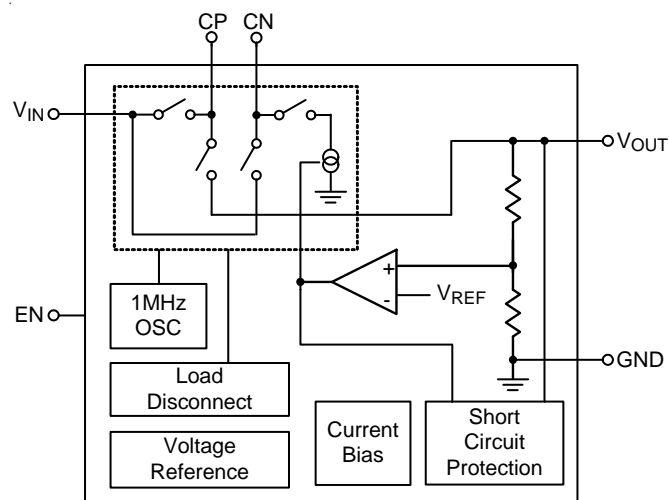 CP CN
VIN
VOUT
+
-
VREF
1MHz
OSC
EN
GND
Load
Disconnect
Voltage
Reference
Current
Bias
Short
Circuit
Protection